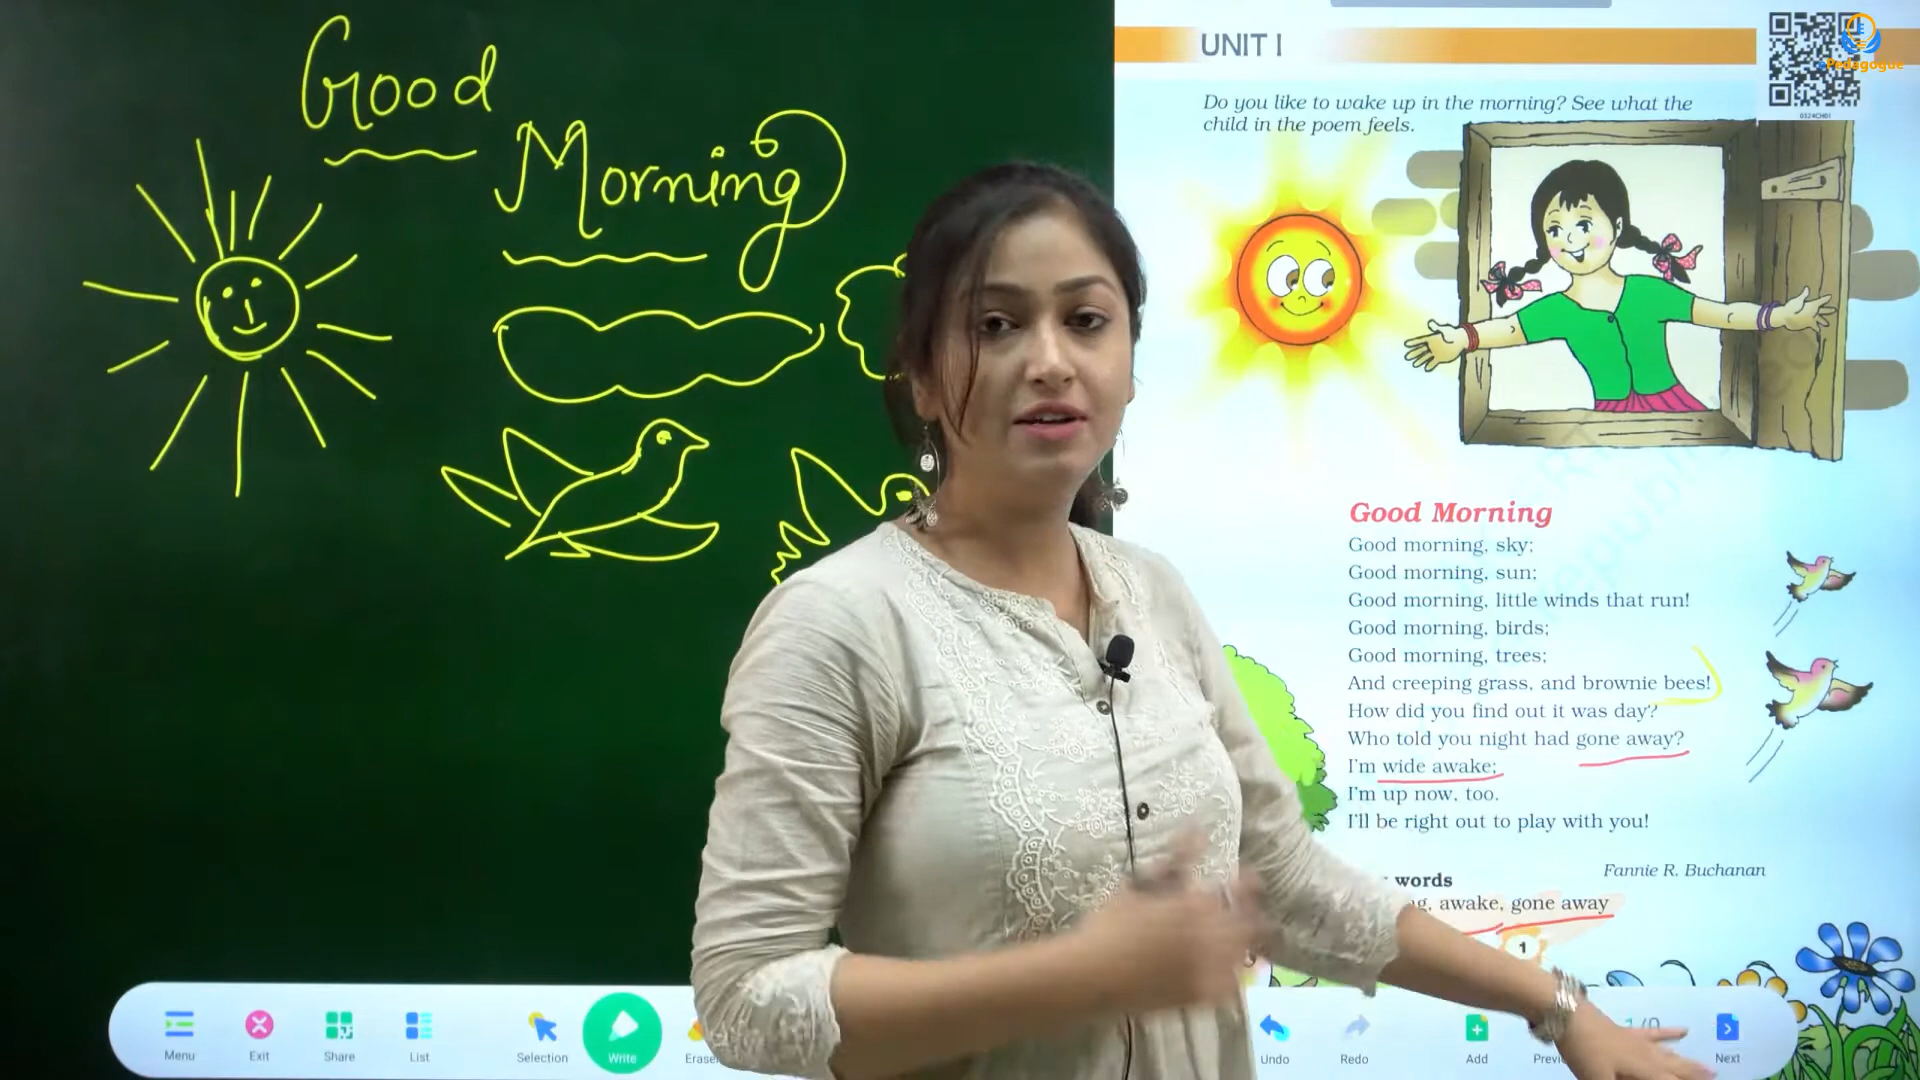 Good
Morning
UNIT I
Pedagogue
0324CH01
Do you like to wake up in the morning? See what the
child in the poem feels.
Good Morning
Good morning, sky;
Good morning, sun;
Good morning, little winds that run!
Good morning, birds;
Good morning, trees;
And creeping grass, and brownie bees!
How did you find out it was day?
Who told you night had gone away?
I'm wide awake;
I'm up now, too.
I'll be right out to play with you!
Fannie R. Buchanan
words
awake, gone away
1
Menu
Exit
Share
List
Selection
Write
Undo
Redo
Add
Next